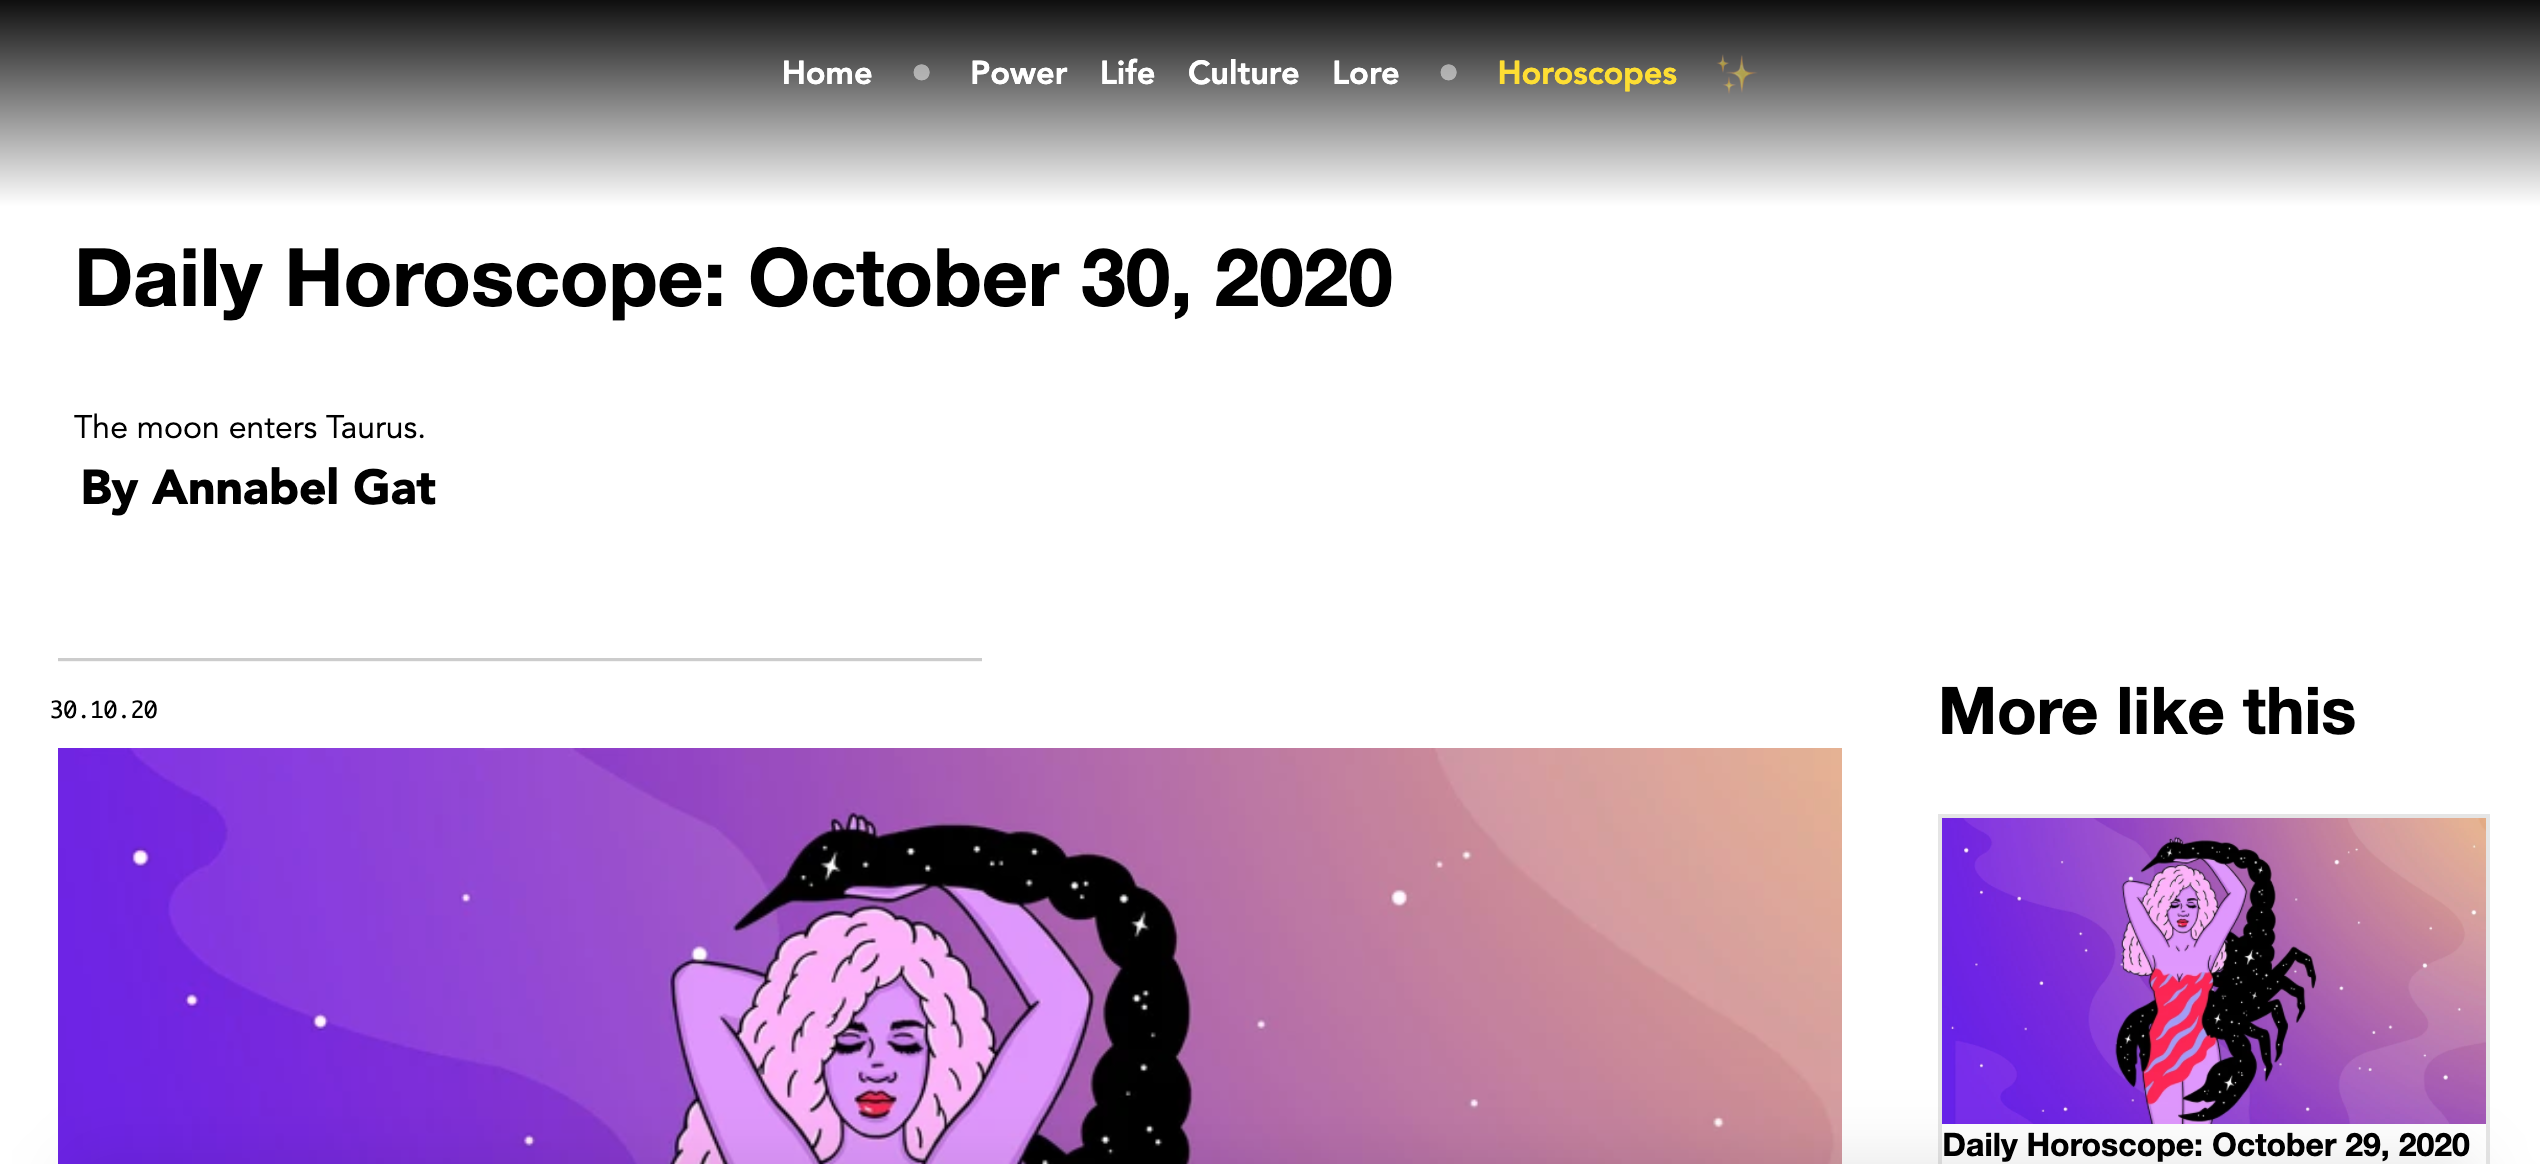 Home Power Life Culture Lore Horoscopes
Daily Horoscope: October 30, 2020
The moon enters Taurus.
By Annabel Gat
30.10.20
More like this
Daily Horoscope: October 29, 2020